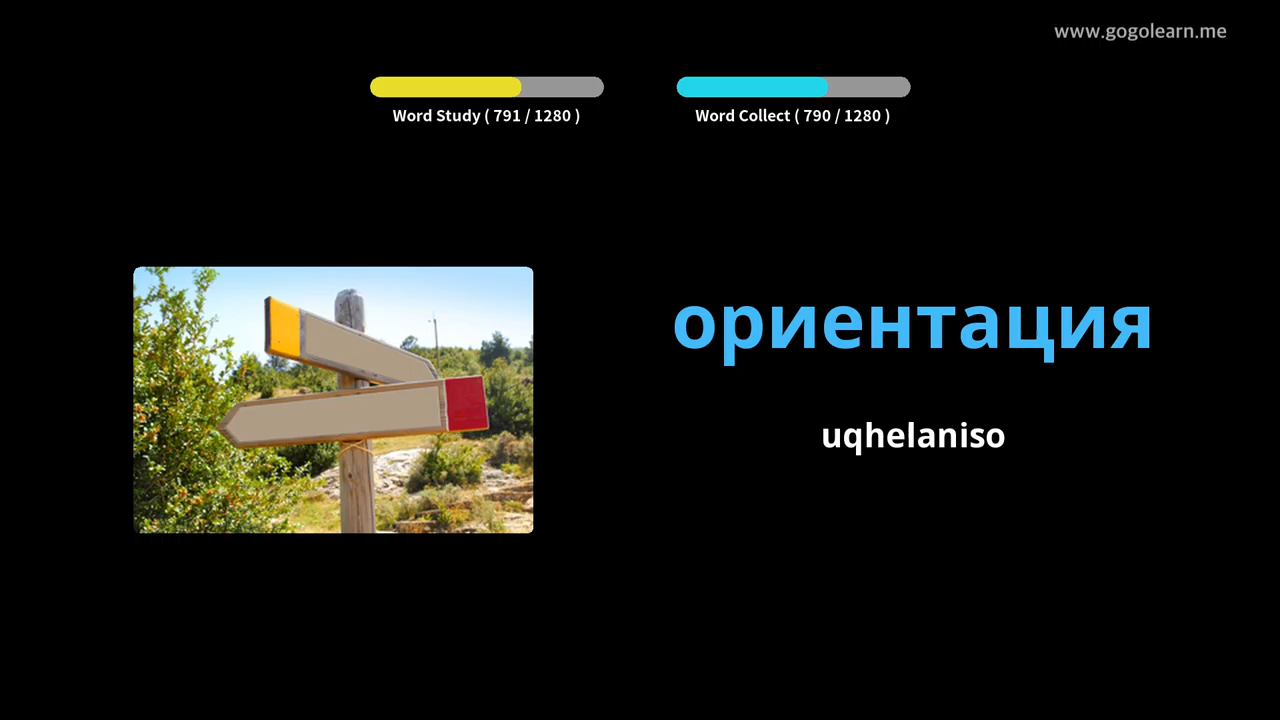 www.gogolearn.me
Word Study ( 791 / 1280 )
Word Collect ( 790 / 1280 )
ориентация
uqhelaniso